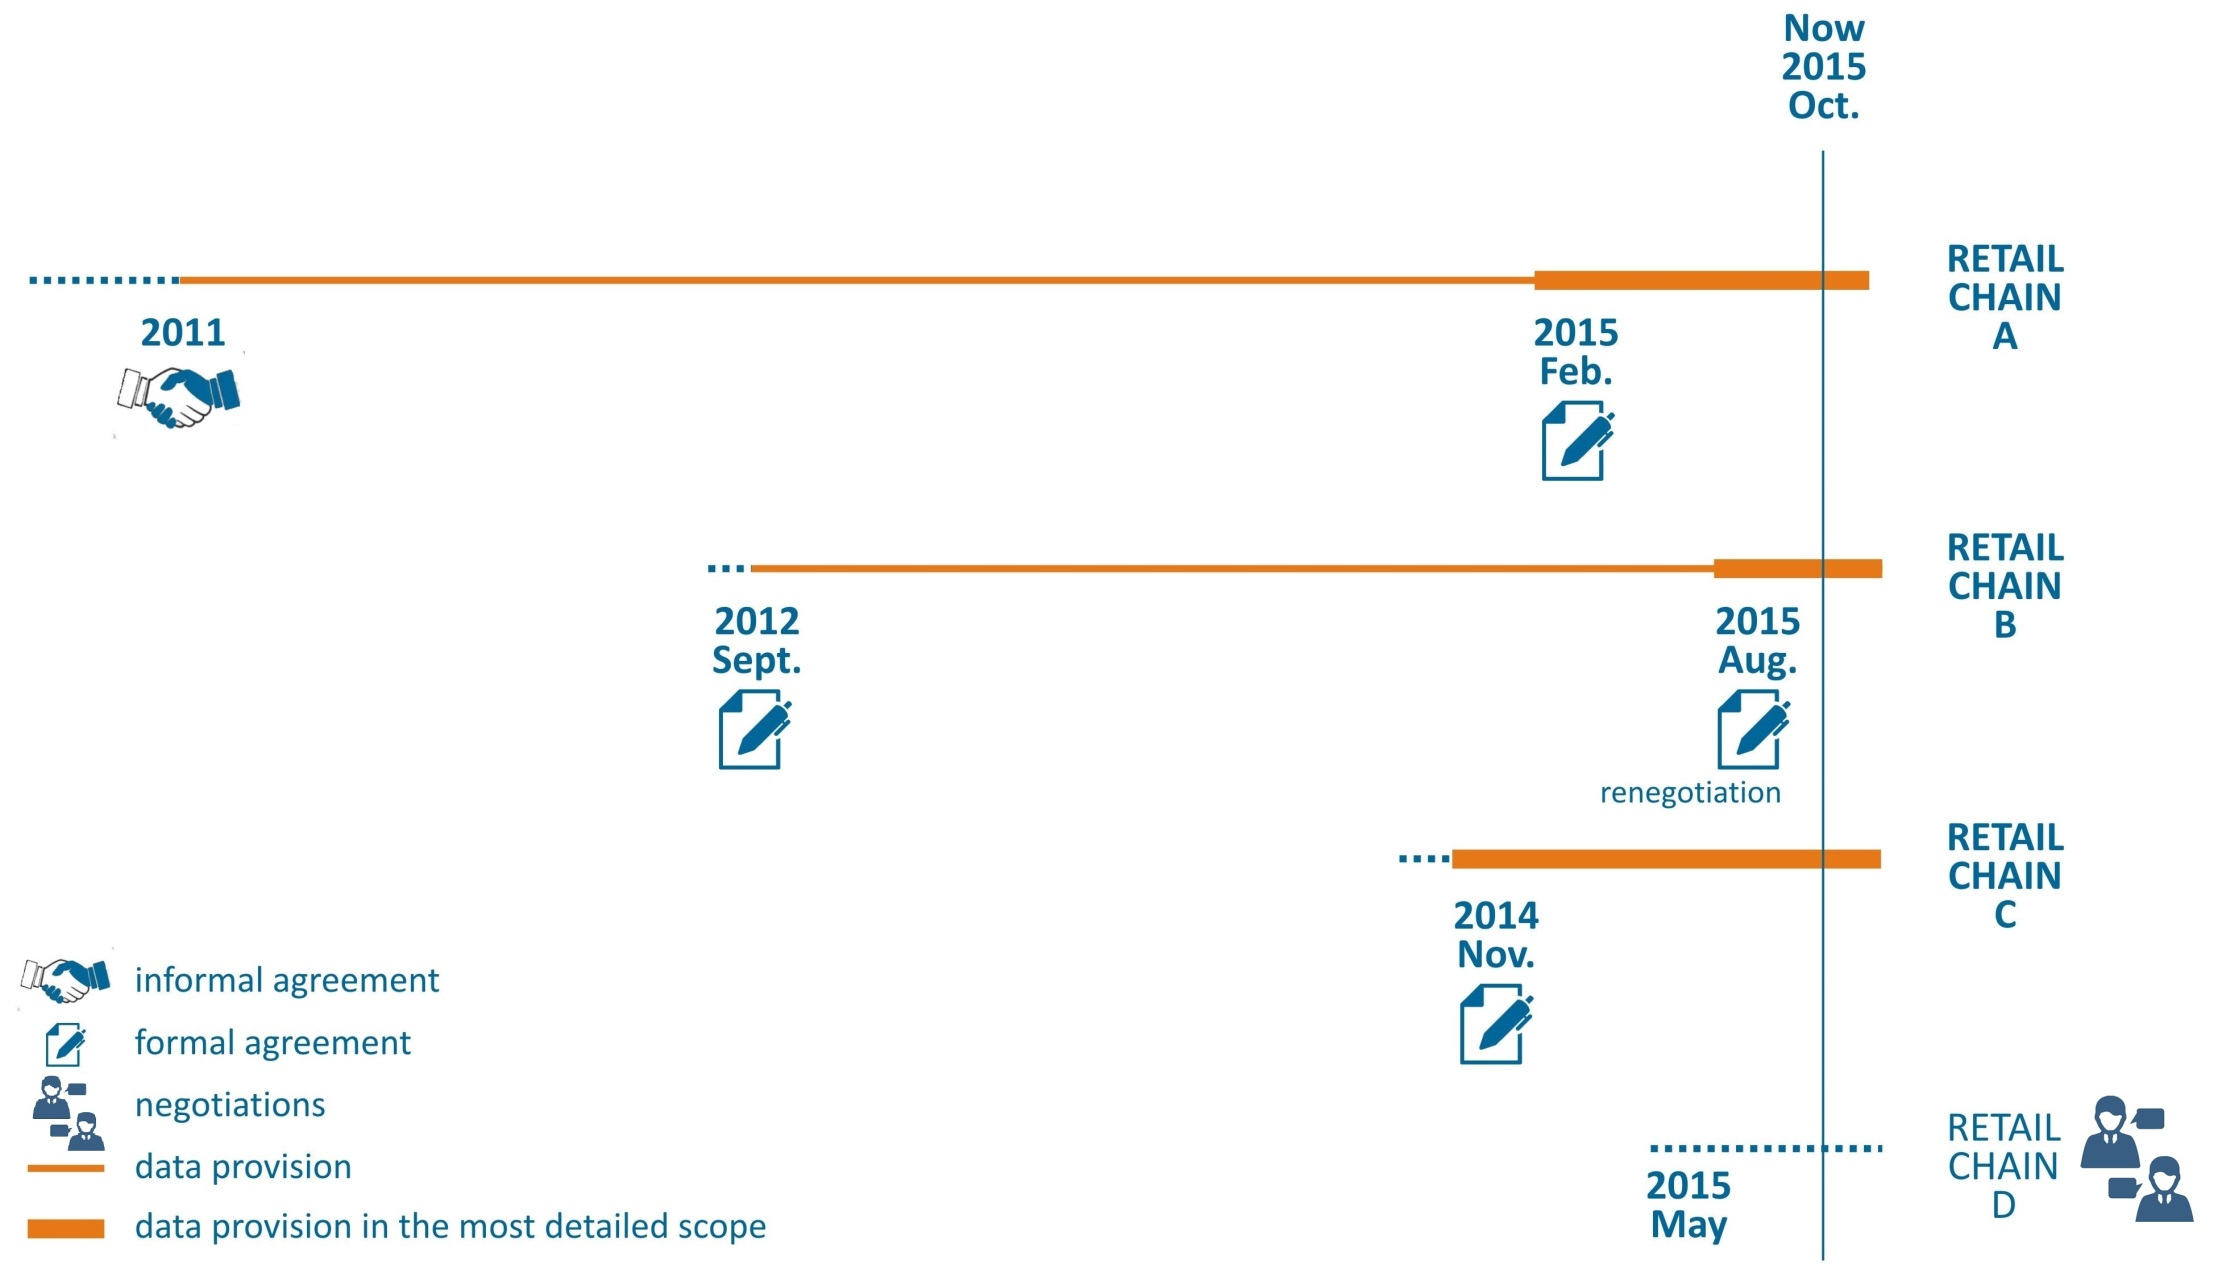 Now
2015
Oct.
RETAIL
CHAIN
A
2011
2015
Feb.
RETAIL
CHAIN
B
2012
Sept.
2015
Aug.
renegotiation
RETAIL
CHAIN
C
2014
Nov.
informal agreement
formal agreement
negotiations
data provision
data provision in the most detailed scope
RETAIL
CHAIN
D
2015
May